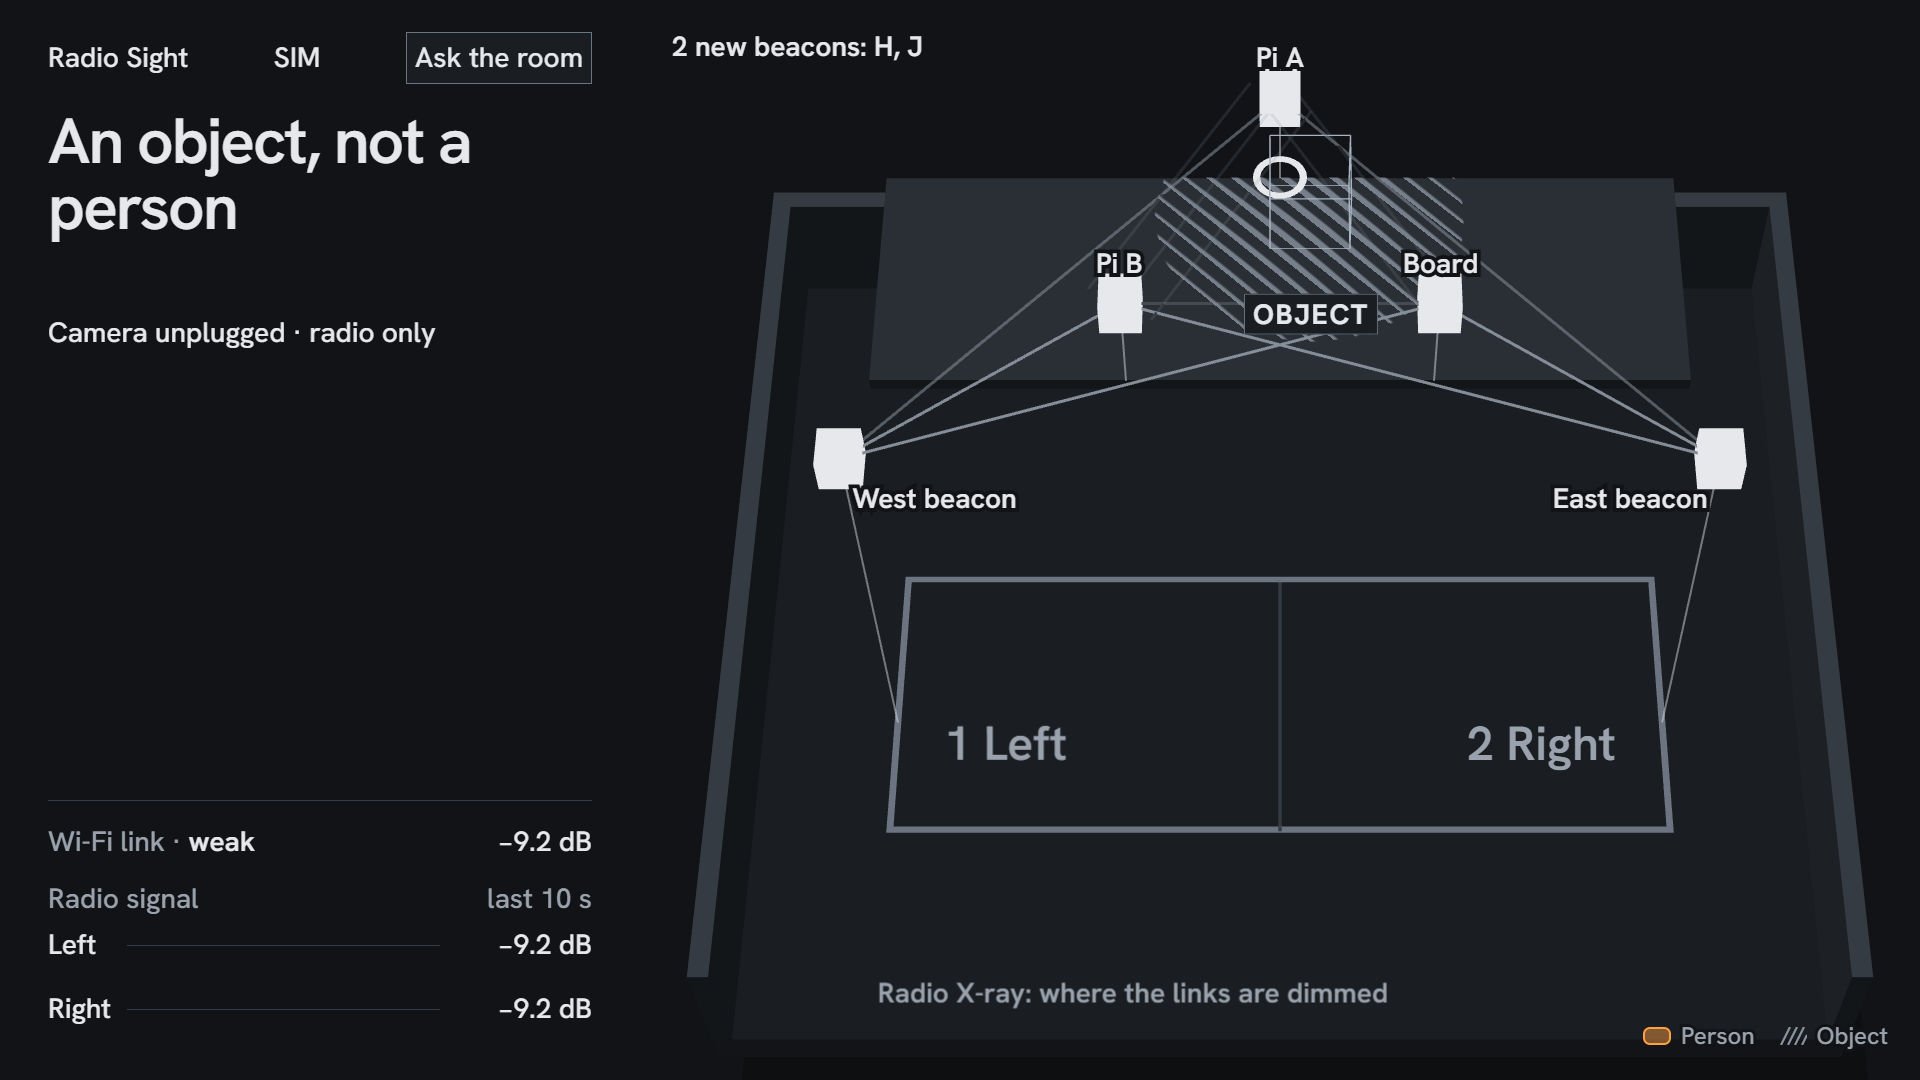 Radio Sight
SIM
Ask the room
An object, not a
person
Camera unplugged · radio only
Wi-Fi link · weak
–9.2 dB
Radio signal
last 10 s
Left
–9.2 dB
Right
–9.2 dB
2 new beacons: H, J
Pi A
Pi B
Board
OBJECT
West beacon
East beacon
1 Left
2 Right
Radio X-ray: where the links are dimmed
Person
Object